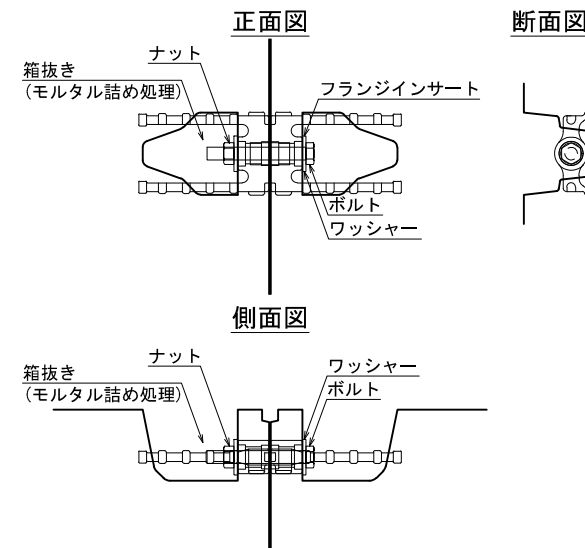 正面図
断面図
ナット
箱抜き
(モルタル詰め処理)
フランジインサート
ボルト
ワッシャー
側面図
ナット
箱抜き
(モルタル詰め処理)
ワッシャー
ボルト